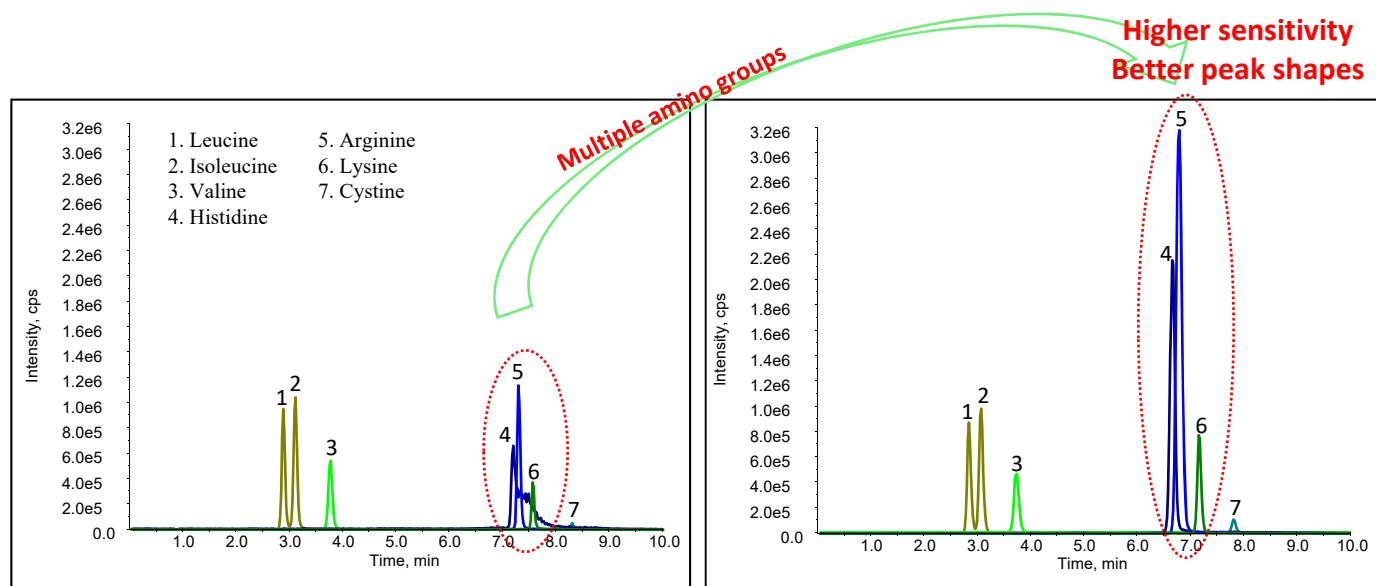 Higher sensitivity
Better peak shapes
Multiple amino groups
Intensity, cps
3.2e6
3.0e6
2.8e6
2.6e6
2.4e6
2.2e6
2.0e6
1.8e6
1.6e6
1.4e6
1.2e6
1.0e6
8.0e5
6.0e5
4.0e5
2.0e5
0.0
1. Leucine
2. Isoleucine
3. Valine
4. Histidine
5. Arginine
6. Lysine
7. Cystine
1
2
3
4
5
6
7
1.0 2.0 3.0 4.0 5.0 6.0 7.0 8.0 9.0 10.0
Time, min
Intensity, cps
3.2e6
3.0e6
2.8e6
2.6e6
2.4e6
2.2e6
2.0e6
1.8e6
1.6e6
1.4e6
1.2e6
1.0e6
8.0e5
6.0e5
4.0e5
2.0e5
0.0
1
2
3
4
5
6
7
1.0 2.0 3.0 4.0 5.0 6.0 7.0 8.0 9.0 10.0
Time, min